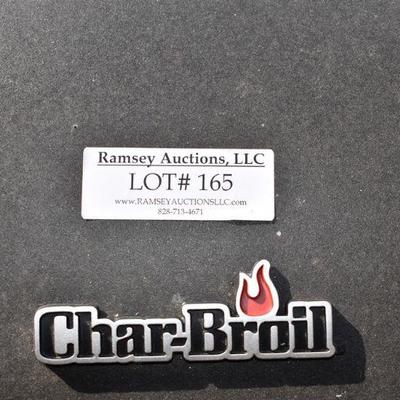 Ramsey Auctions, LLC
LOT# 165
www.RAMSEYAUCTIONSLLC.com
828-713-4671
Char-Broil